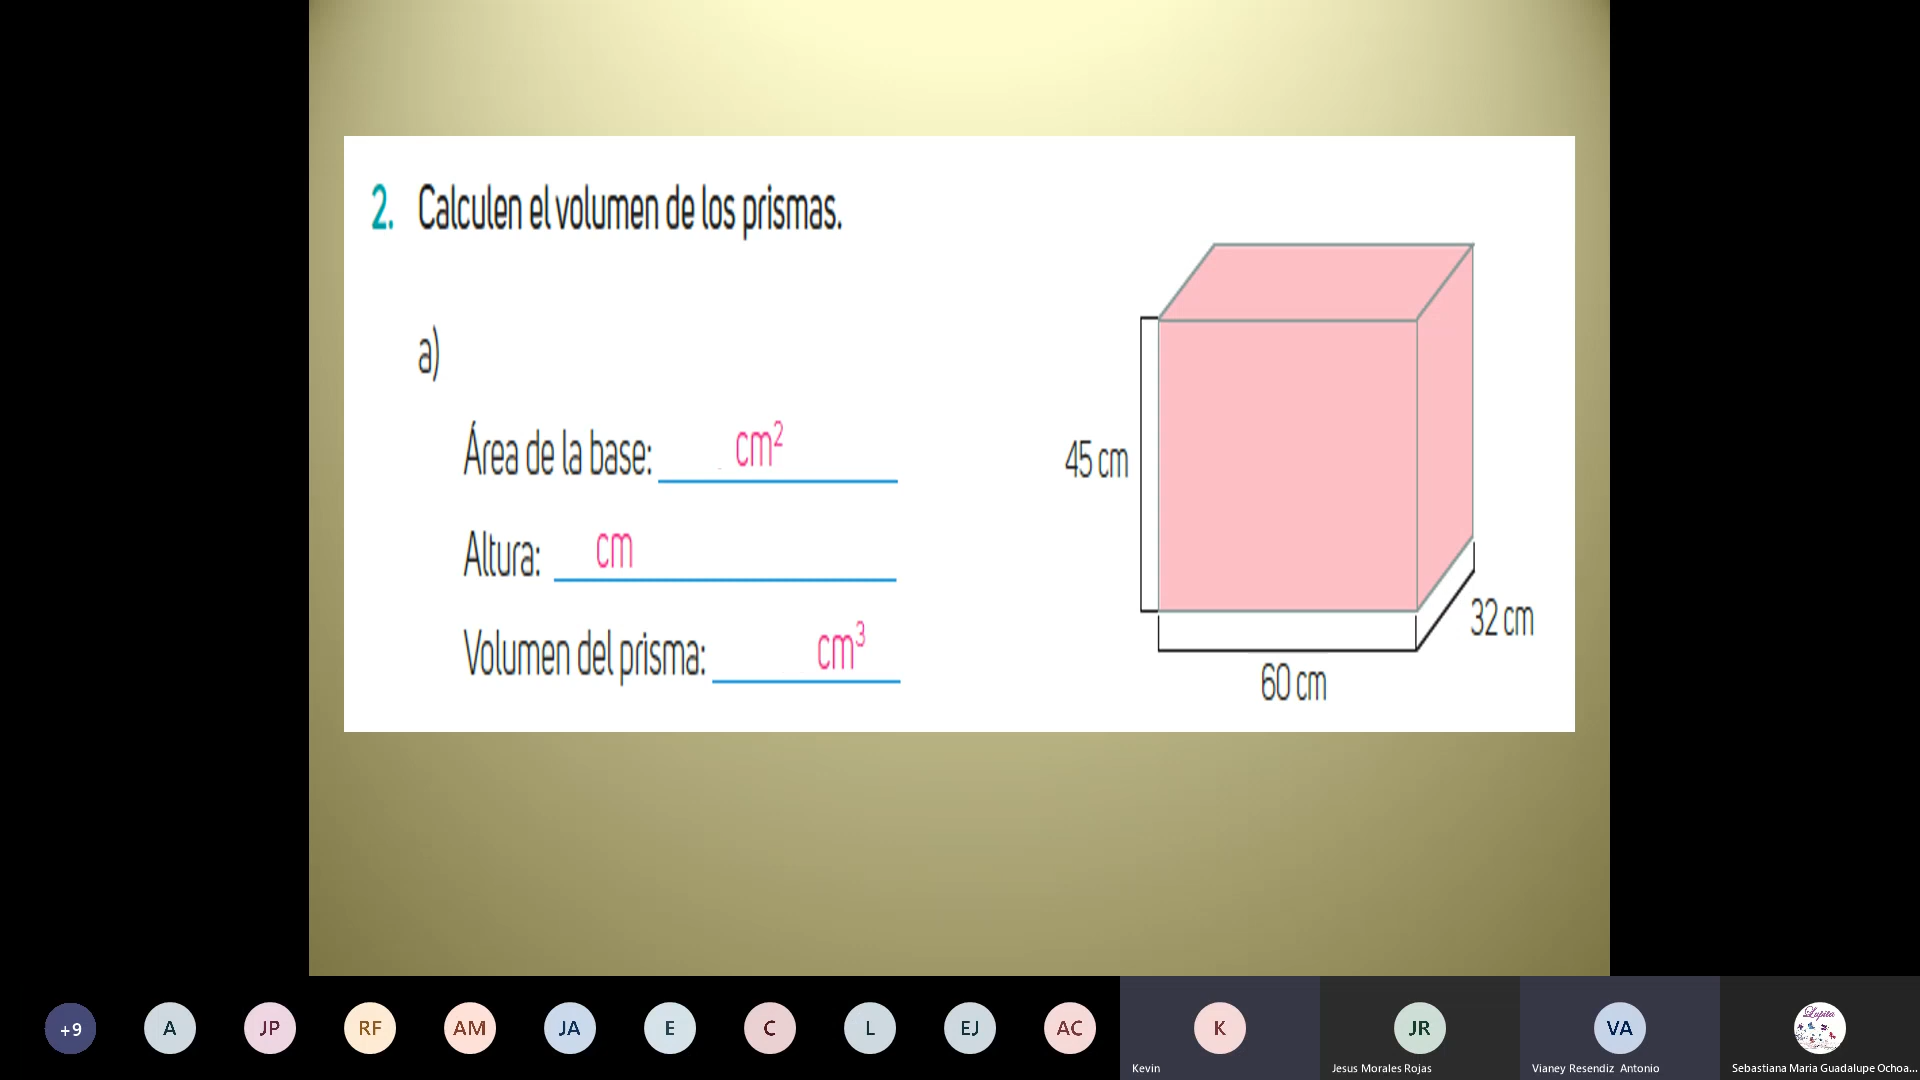 2. Calculen el volumen de los prismas.
a)
Área de la base: cm²
Altura: cm
Volumen del prisma: cm³
45 cm
32 cm
60 cm
+9 A JP RF AM JA E C L EJ AC K JR VA Lupita
Kevin Jesus Morales Rojas Vianey Resendiz Antonio Sebastiana Maria Guadalupe Ochoa...